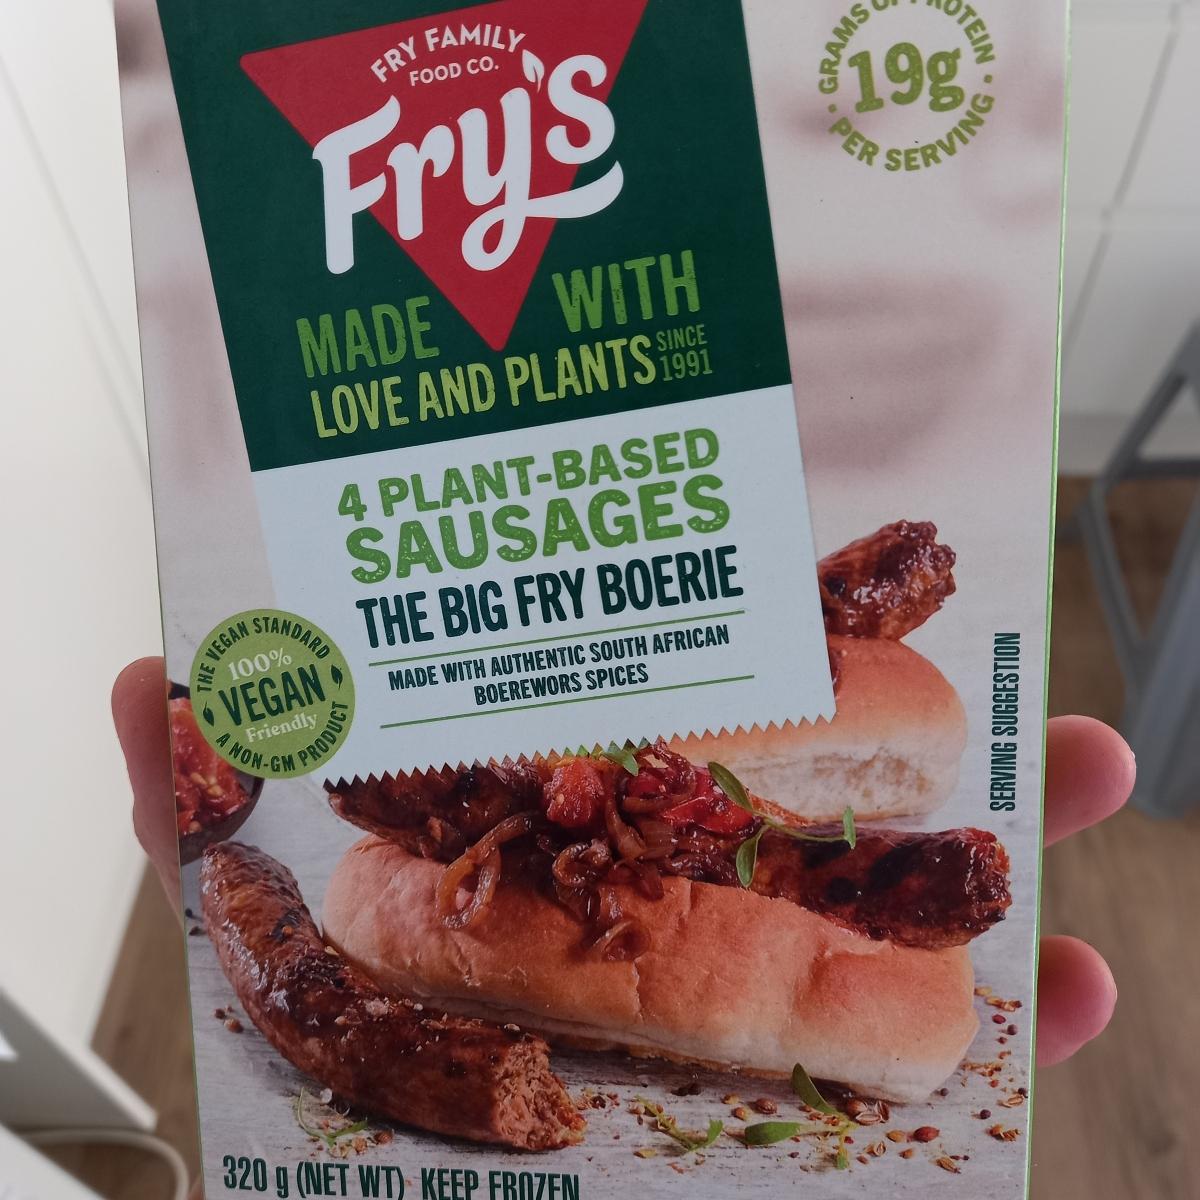 FRY FAMILY
FOOD CO.
Fry's
MADE WITH
LOVE AND PLANTS
SINCE
1991
GRAMS OF PROTEIN
19g
PER SERVING
4 PLANT-BASED
SAUSAGES
THE BIG FRY BOERIE
MADE WITH AUTHENTIC SOUTH AFRICAN
BOEREWORS SPICES
THE VEGAN STANDARD
100%
VEGAN
Friendly
A NON-GM PRODUCT
SERVING SUGGESTION
320 g (NET WT) KEEP FROZEN